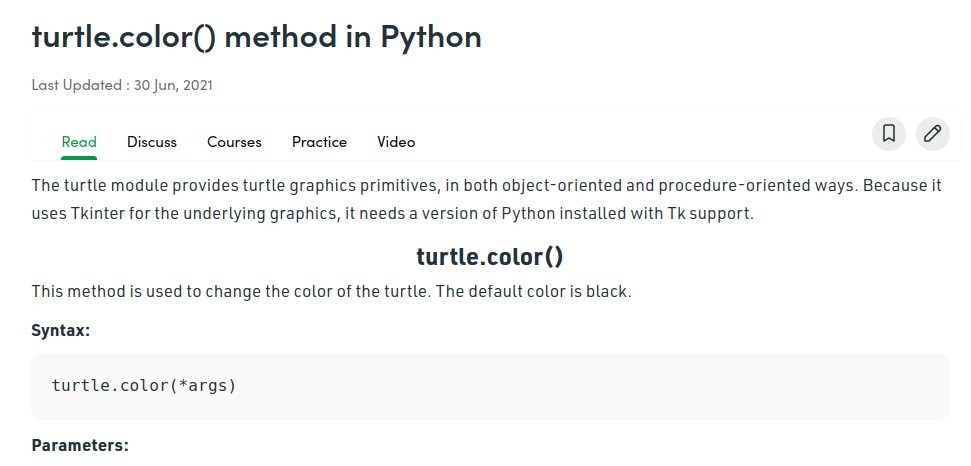 turtle.color() method in Python
Last Updated : 30 Jun, 2021
Read Discuss Courses Practice Video
The turtle module provides turtle graphics primitives, in both object-oriented and procedure-oriented ways. Because it
uses Tkinter for the underlying graphics, it needs a version of Python installed with Tk support.
turtle.color()
This method is used to change the color of the turtle. The default color is black.
Syntax:
turtle.color(*args)
Parameters: